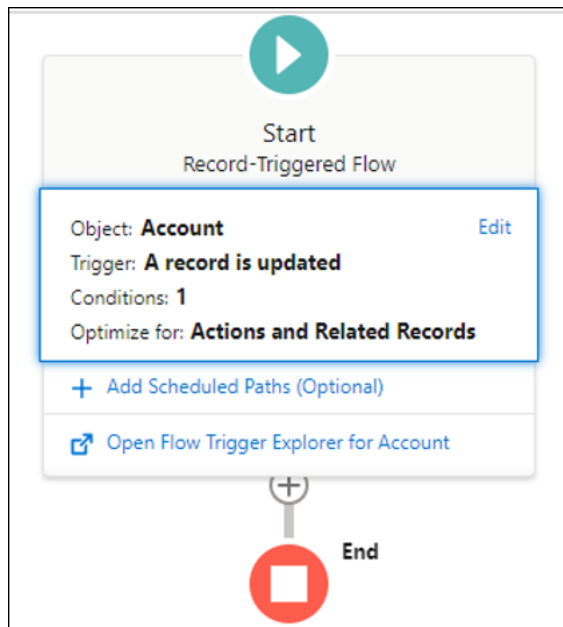 Start
Record-Triggered Flow
Object: Account Edit
Trigger: A record is updated
Conditions: 1
Optimize for: Actions and Related Records
+ Add Scheduled Paths (Optional)
Open Flow Trigger Explorer for Account
End